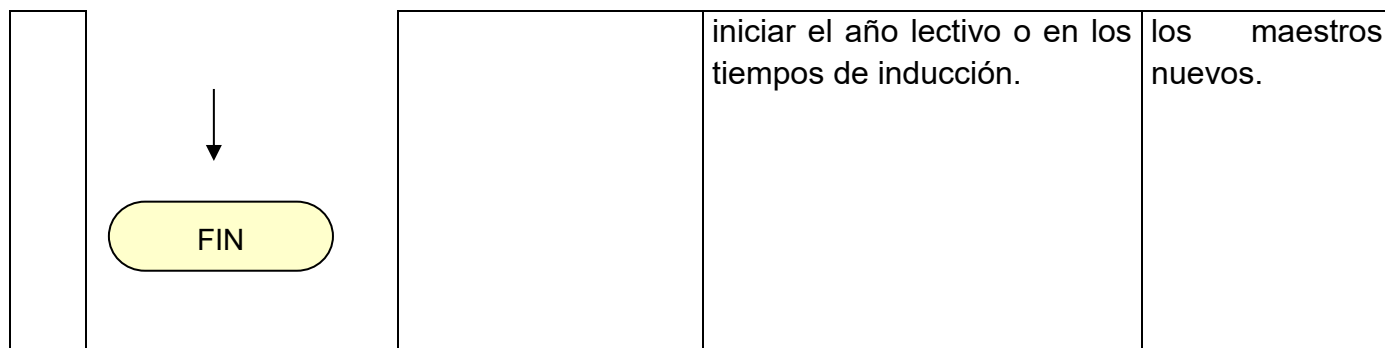 iniciar el año lectivo o en los
tiempos de inducción.
los maestros
nuevos.
FIN